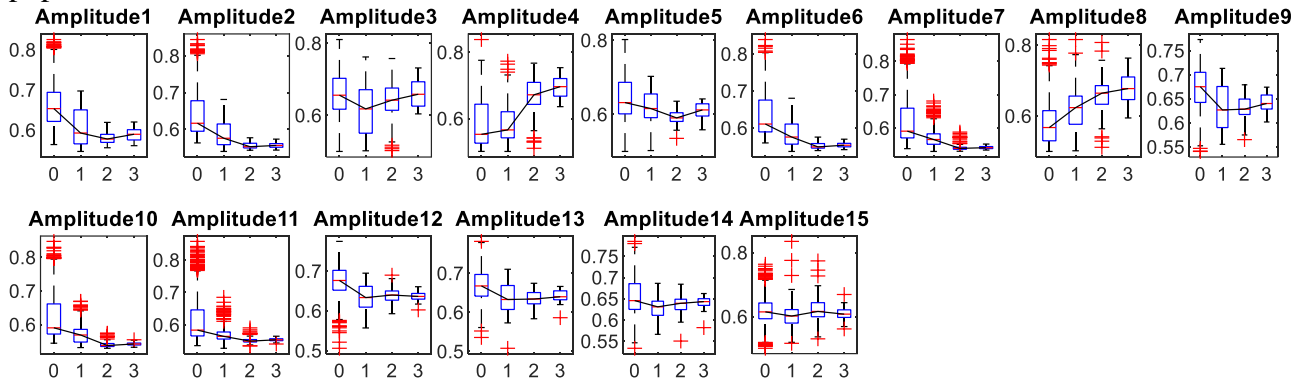 Amplitude1 Amplitude2 Amplitude3 Amplitude4 Amplitude5 Amplitude6 Amplitude7 Amplitude8 Amplitude9
0.8 0.8 0.8 0.8 0.8 0.8 0.8 0.8 0.75
0.7 0.7 0.7 0.7 0.7
0.65
0.6 0.6 0.6 0.6 0.6 0.6 0.6 0.6 0.6
0.55
0 1 2 3 0 1 2 3 0 1 2 3 0 1 2 3 0 1 2 3 0 1 2 3 0 1 2 3 0 1 2 3 0 1 2 3
Amplitude10 Amplitude11 Amplitude12 Amplitude13 Amplitude14 Amplitude15
0.8 0.8 0.7 0.7 0.75 0.8
0.7 0.7 0.6 0.6 0.7
0.65
0.6 0.6 0.6 0.6
0.5 0.5 0.55
0 1 2 3 0 1 2 3 0 1 2 3 0 1 2 3 0 1 2 3 0 1 2 3